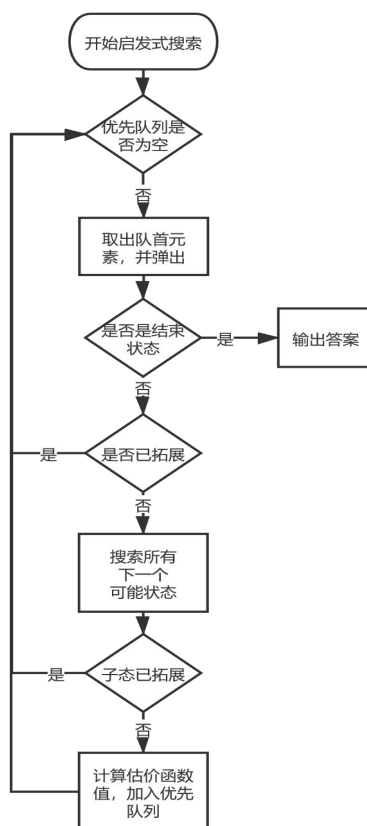 开始启发式搜索
优先队列是
否为空
否
取出队首元
素，并弹出
是否是结束
状态
是
输出答案
否
是否已拓展
是
否
搜索所有
下一个
可能状态
子态已拓展
是
否
计算估价函数
值，加入优先
队列